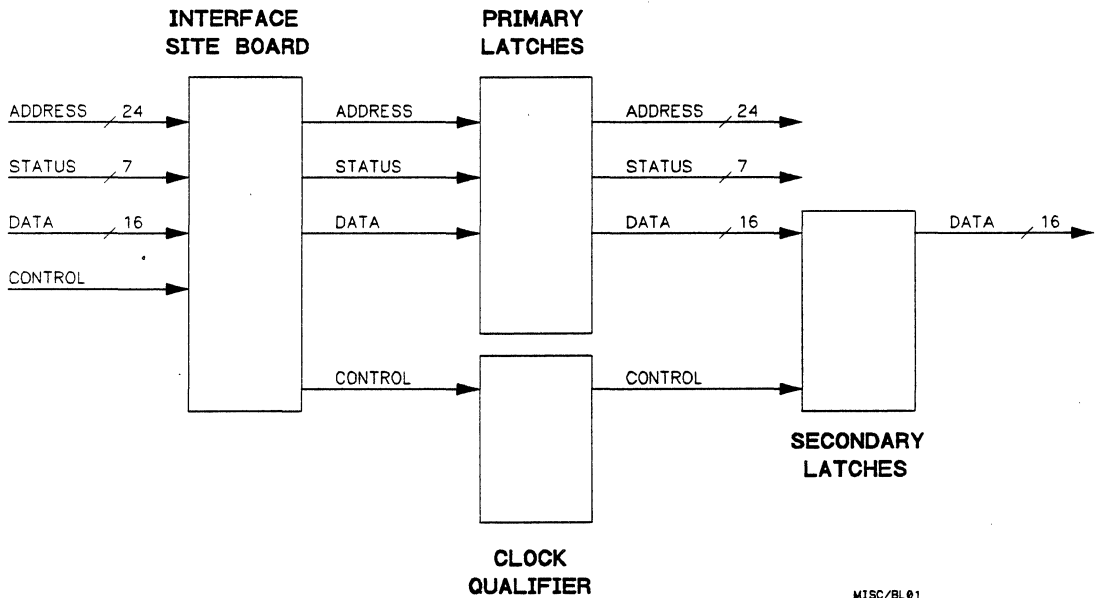 INTERFACE
SITE BOARD
PRIMARY
LATCHES
ADDRESS 24
ADDRESS
ADDRESS 24
STATUS 7
STATUS
STATUS 7
DATA 16
DATA
DATA 16
DATA 16
CONTROL
CONTROL
CONTROL
SECONDARY
LATCHES
CLOCK
QUALIFIER
MISC/BL01